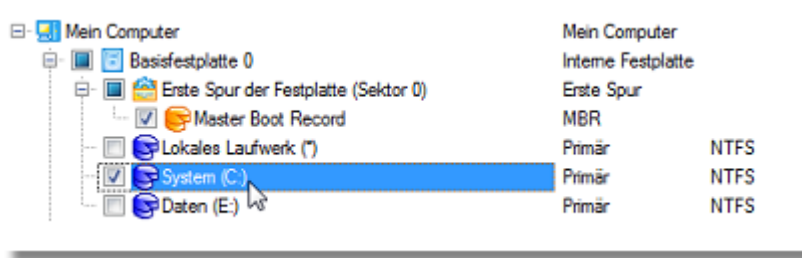 Mein Computer Mein Computer
Basisfestplatte 0 Interne Festplatte
Erste Spur der Festplatte (Sektor 0) Erste Spur
Master Boot Record MBR
Lokales Laufwerk (*) Primär NTFS
System (C:) Primär NTFS
Daten (E:) Primär NTFS